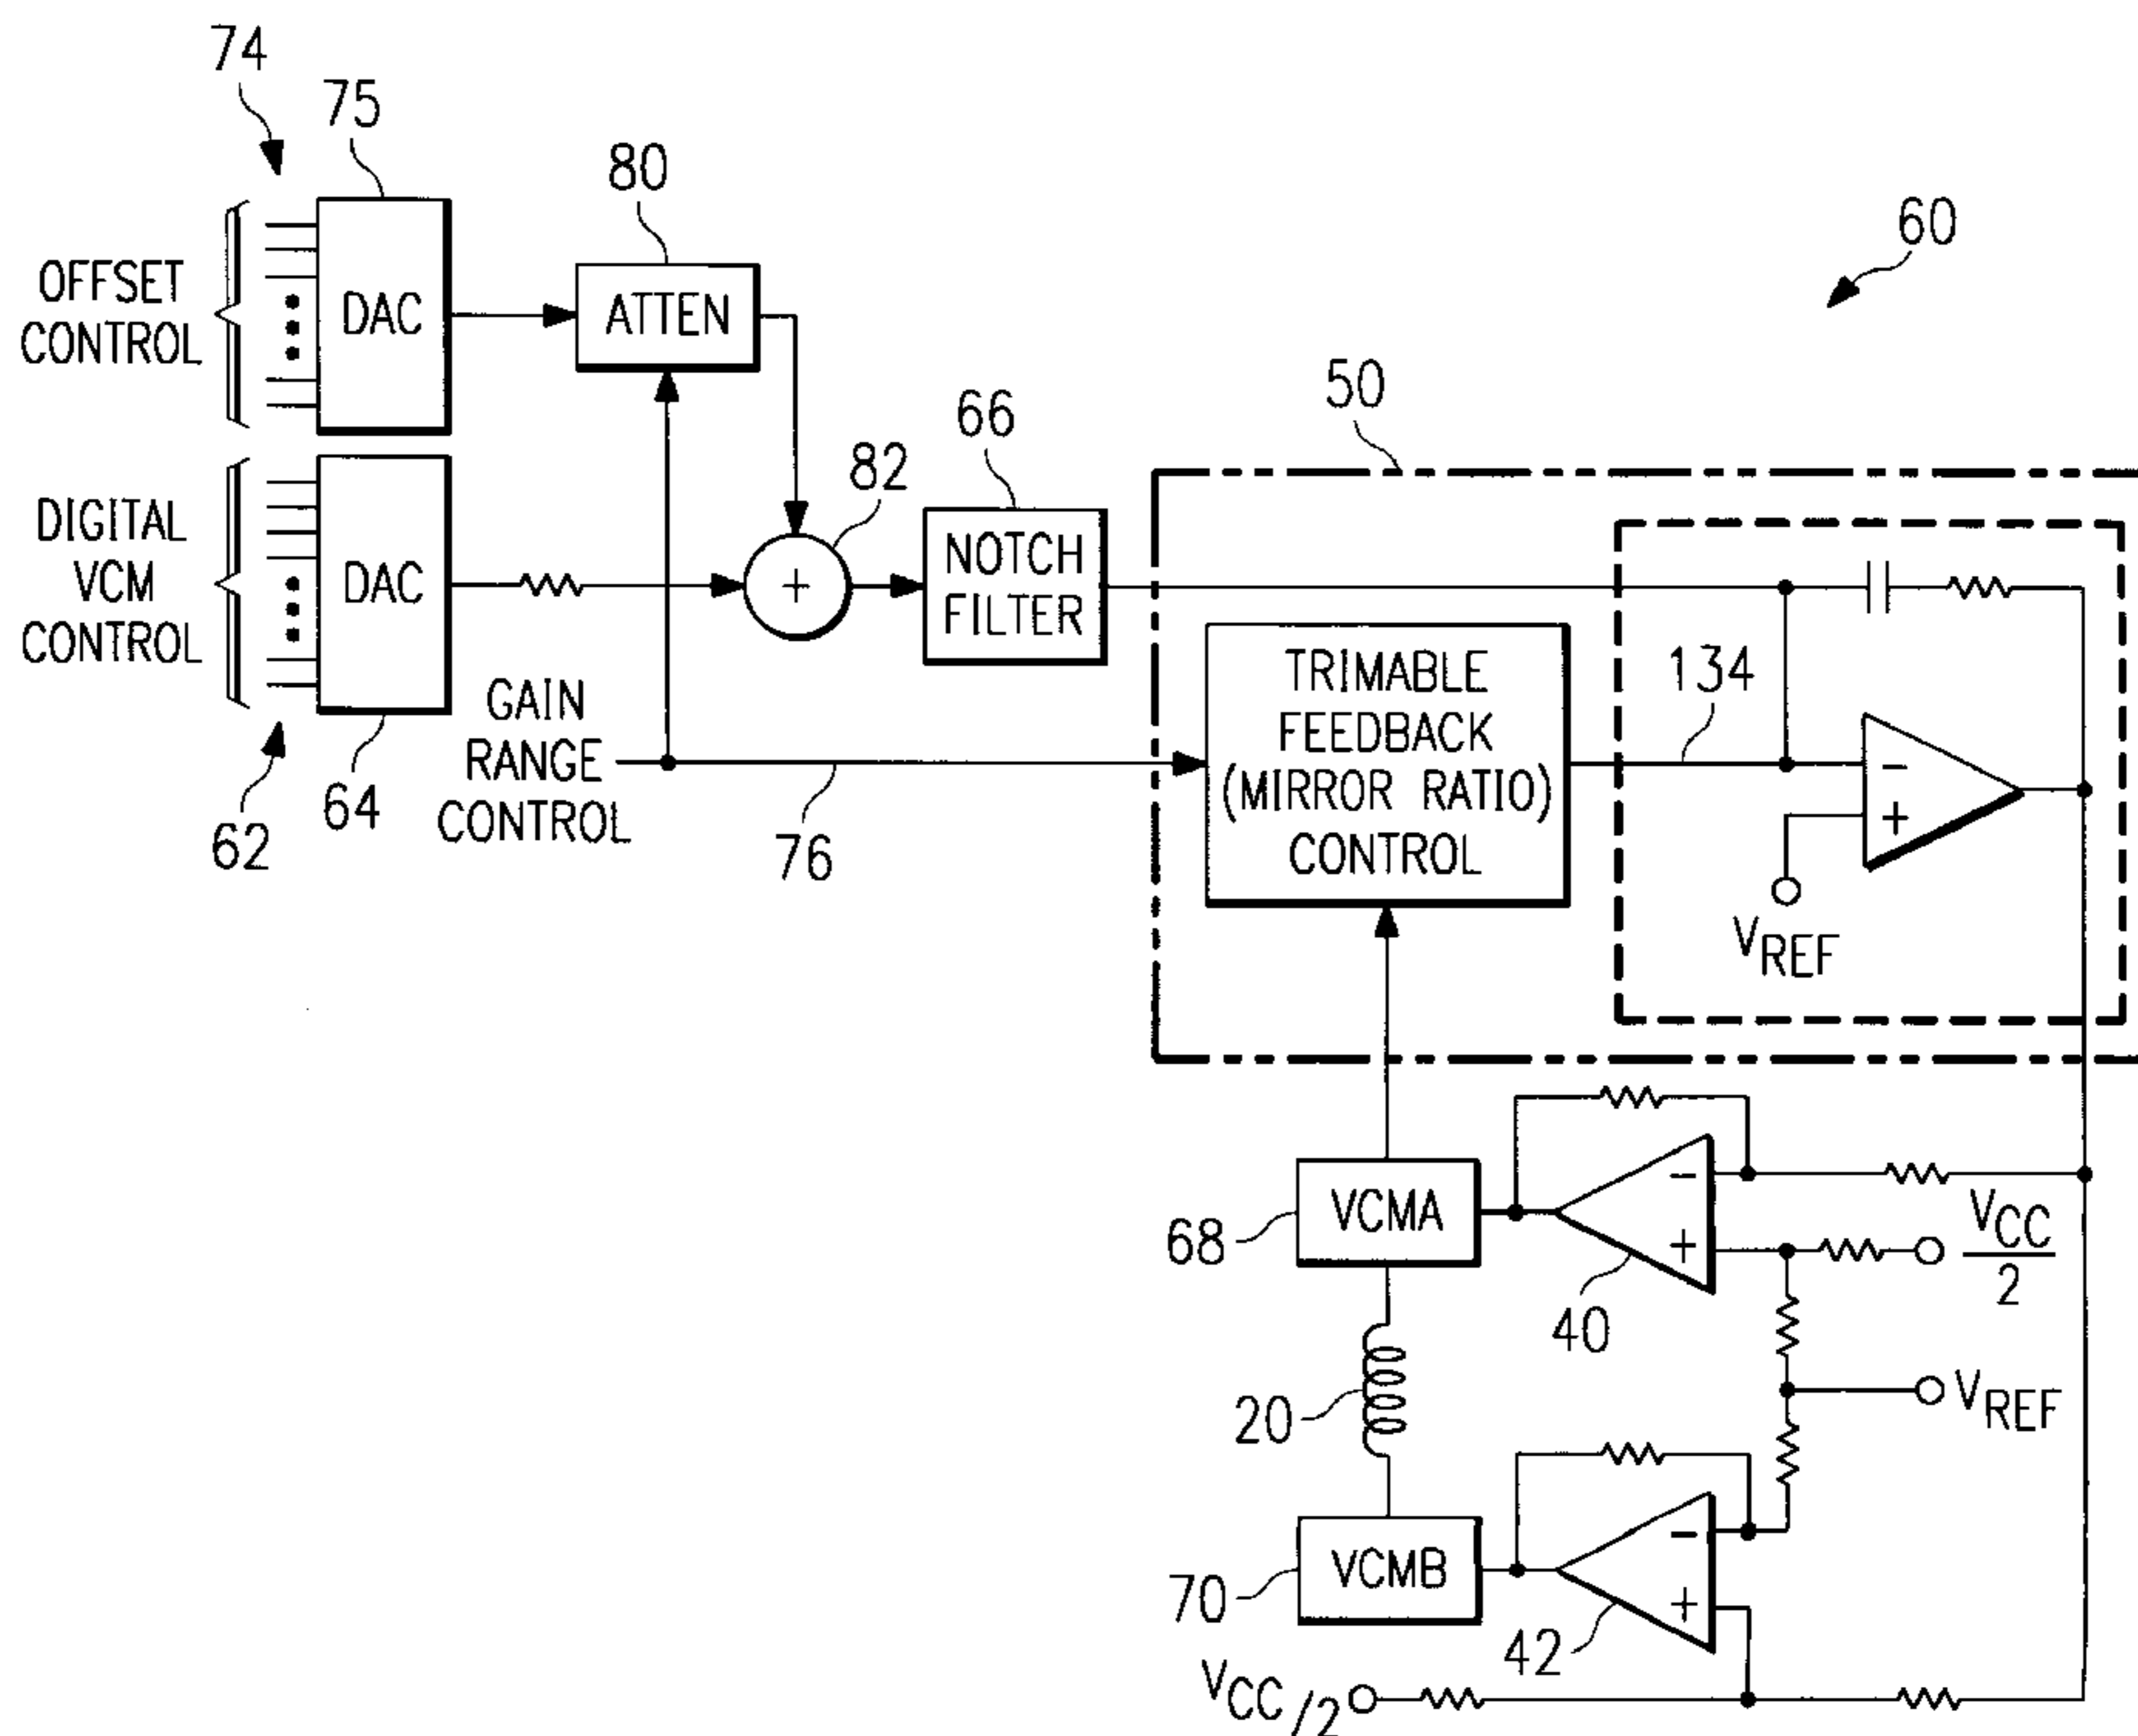 74
75
80
60
OFFSET
CONTROL
DAC
ATTEN
50
66
82
DIGITAL
VCM
CONTROL
DAC
+
NOTCH
FILTER
GAIN
RANGE
CONTROL
62
64
76
TRIMABLE
FEEDBACK
(MIRROR RATIO)
CONTROL
134
-
+
VREF
68
VCMA
-
+
40
VCC
2
20
VREF
70
VCMB
-
+
42
VCC/2